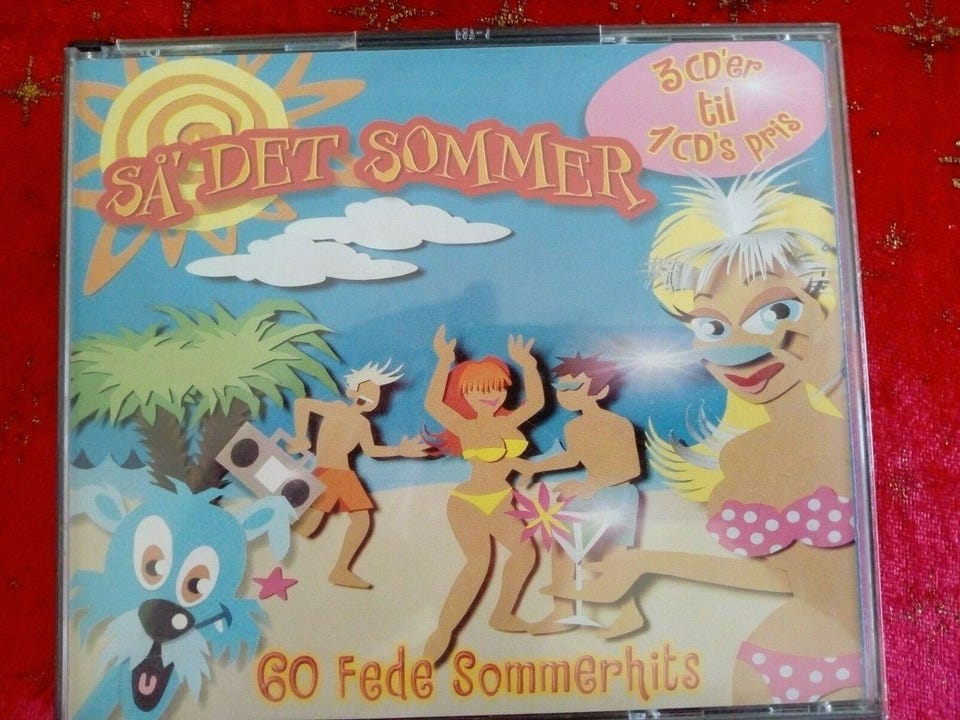 3 CD'er
til
1 CD's pris
SÅ' DET SOMMER
60 Fede Sommerhits